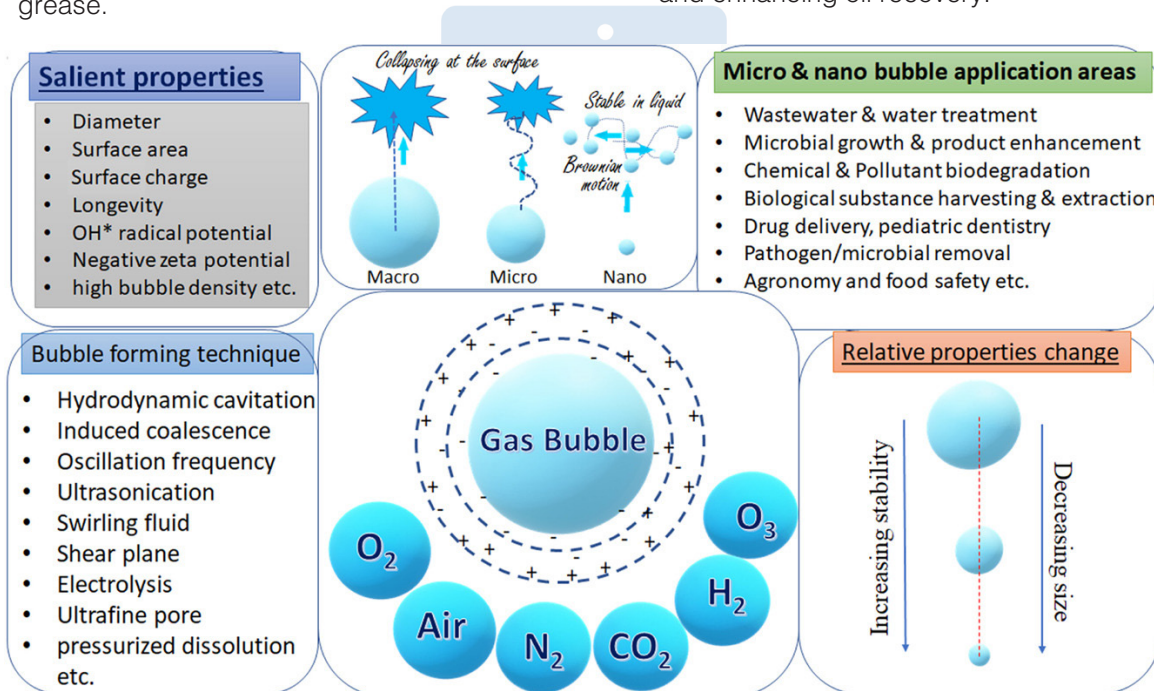 grease.
and enhancing oil recovery.
Salient properties
• Diameter
• Surface area
• Surface charge
• Longevity
• OH* radical potential
• Negative zeta potential
• high bubble density etc.
Collapsing at the surface
Stable in liquid
Brownian
motion
Macro
Micro
Nano
Micro & nano bubble application areas
• Wastewater & water treatment
• Microbial growth & product enhancement
• Chemical & Pollutant biodegradation
• Biological substance harvesting & extraction
• Drug delivery, pediatric dentistry
• Pathogen/microbial removal
• Agronomy and food safety etc.
Bubble forming technique
• Hydrodynamic cavitation
• Induced coalescence
• Oscillation frequency
• Ultrasonication
• Swirling fluid
• Shear plane
• Electrolysis
• Ultrafine pore
• pressurized dissolution
etc.
Gas Bubble
O₂
Air
N₂
CO₂
H₂
O₃
Relative properties change
Increasing stability
Decreasing size